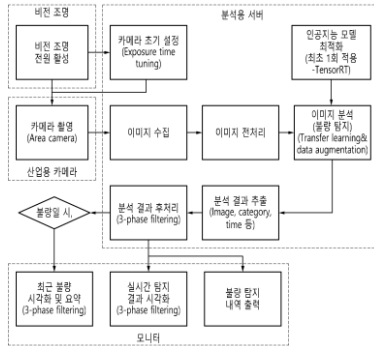 비전 조명
분석용 서버
비전 조명
전원 활성
카메라 초기 설정
(Exposure time
tuning)
인공지능 모델
최적화
(최초 1회 적용
-TensorRT)
카메라 촬영
(Area camera)
이미지 수집
이미지 전처리
이미지 분석
(불량 탐지)
(Transfer learning&
data augmentation)
산업용 카메라
불량일 시,
분석 결과 후처리
(3-phase filtering)
분석 결과 추출
(Image, category,
time 등)
최근 불량
시각화 및 요약
(3-phase filtering)
실시간 탐지
결과 시각화
(3-phase filtering)
불량 탐지
내역 출력
모니터